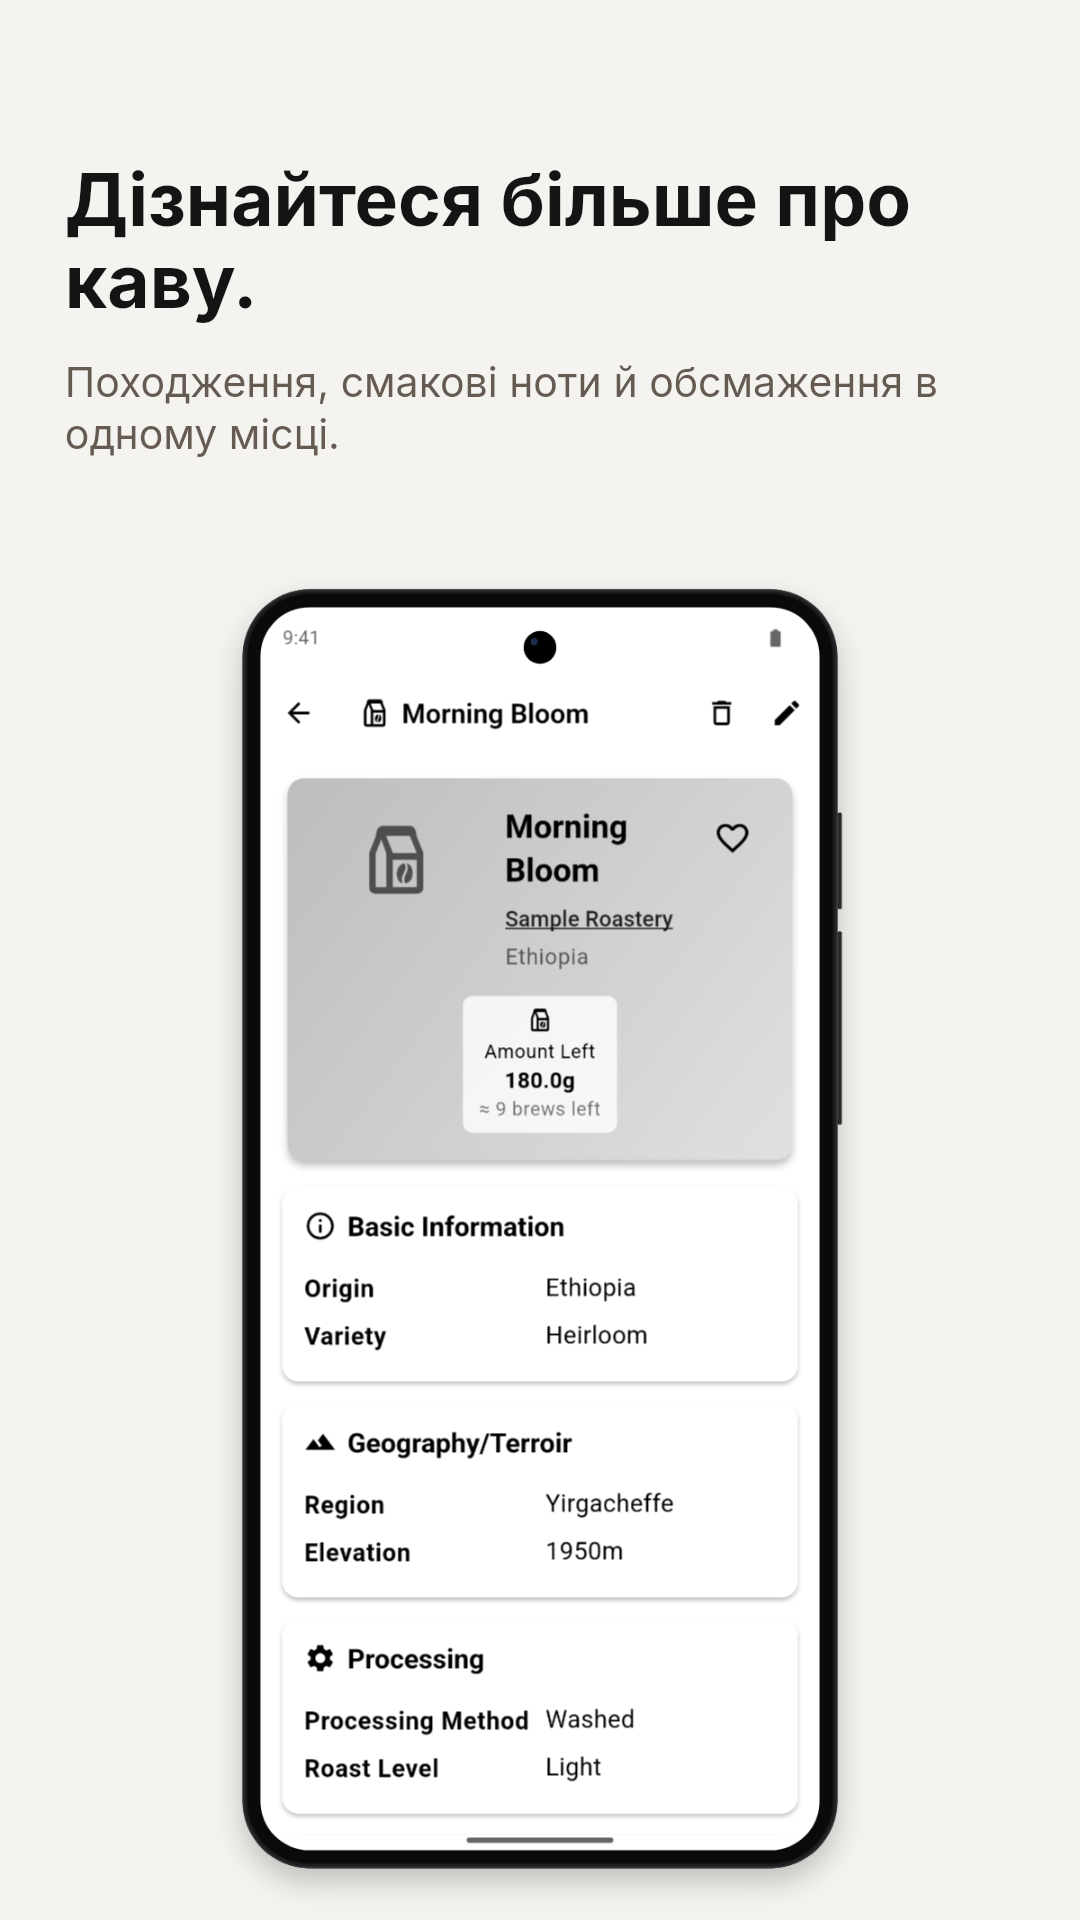 Дізнайтеся більше про
каву.
Походження, смакові ноти й обсмаження в
одному місці.
9:41
Morning Bloom
Morning
Bloom
Sample Roastery
Ethiopia
Amount Left
180.0g
≈ 9 brews left
Basic Information
Origin Ethiopia
Variety Heirloom
Geography/Terroir
Region Yirgacheffe
Elevation 1950m
Processing
Processing Method Washed
Roast Level Light